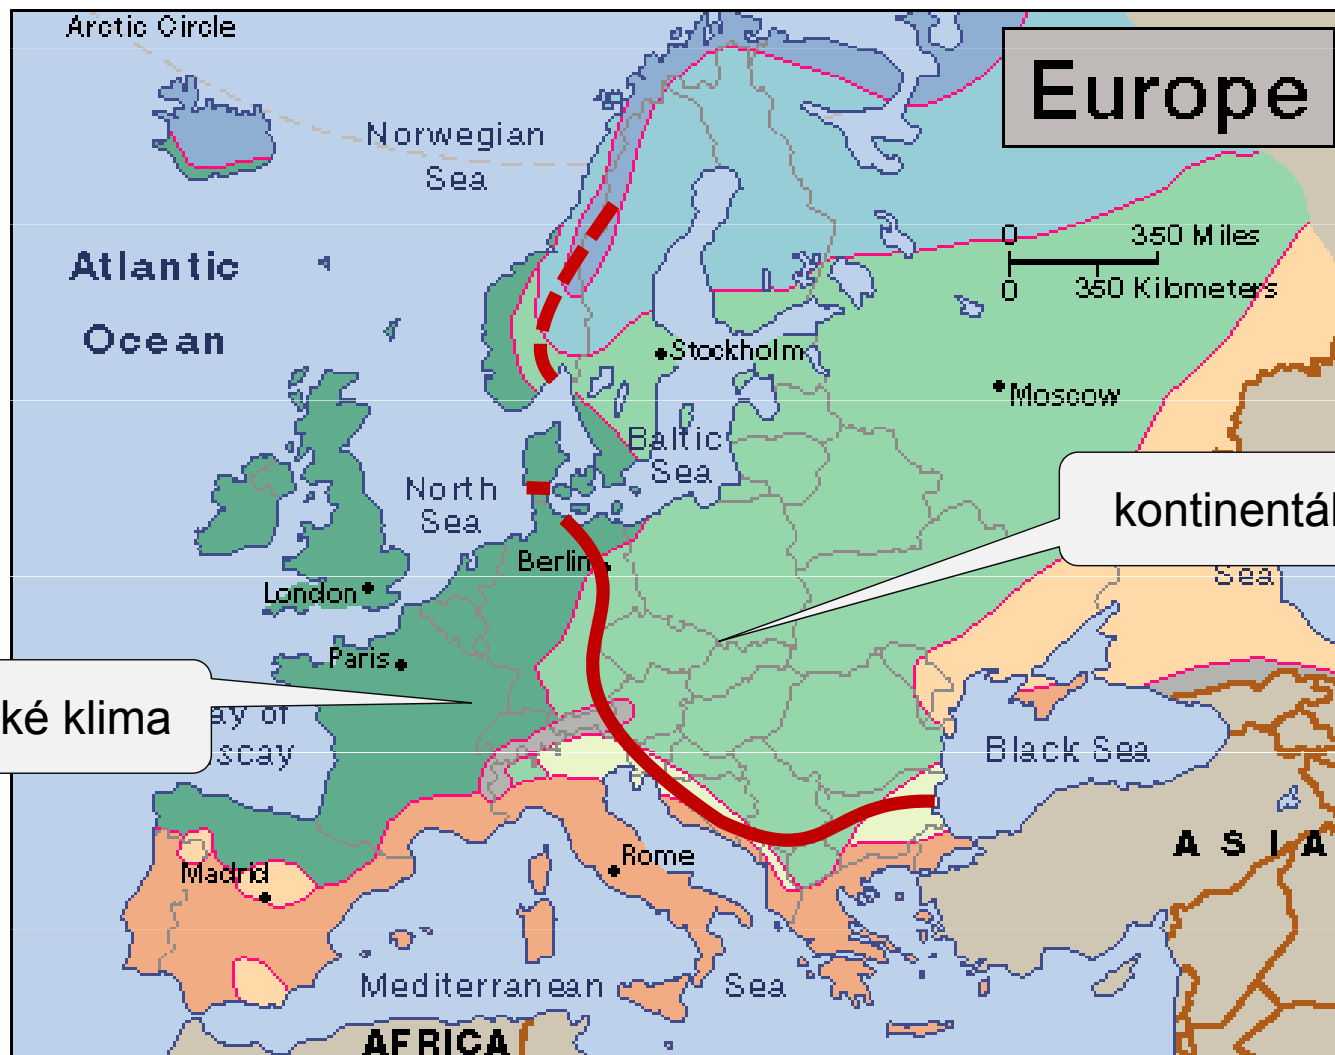 Arctic Circle
Europe
Norwegian
Sea
0 350 Miles
0 350 Kilometers
Atlantic
Ocean
Stockholm
Moscow
Baltic
Sea
North
Sea
kontinentál
Berlin
Sea
London
Paris
ké klima
ay of
scay
Black Sea
ASIA
Rome
Madrid
Mediterranean Sea
AFRICA